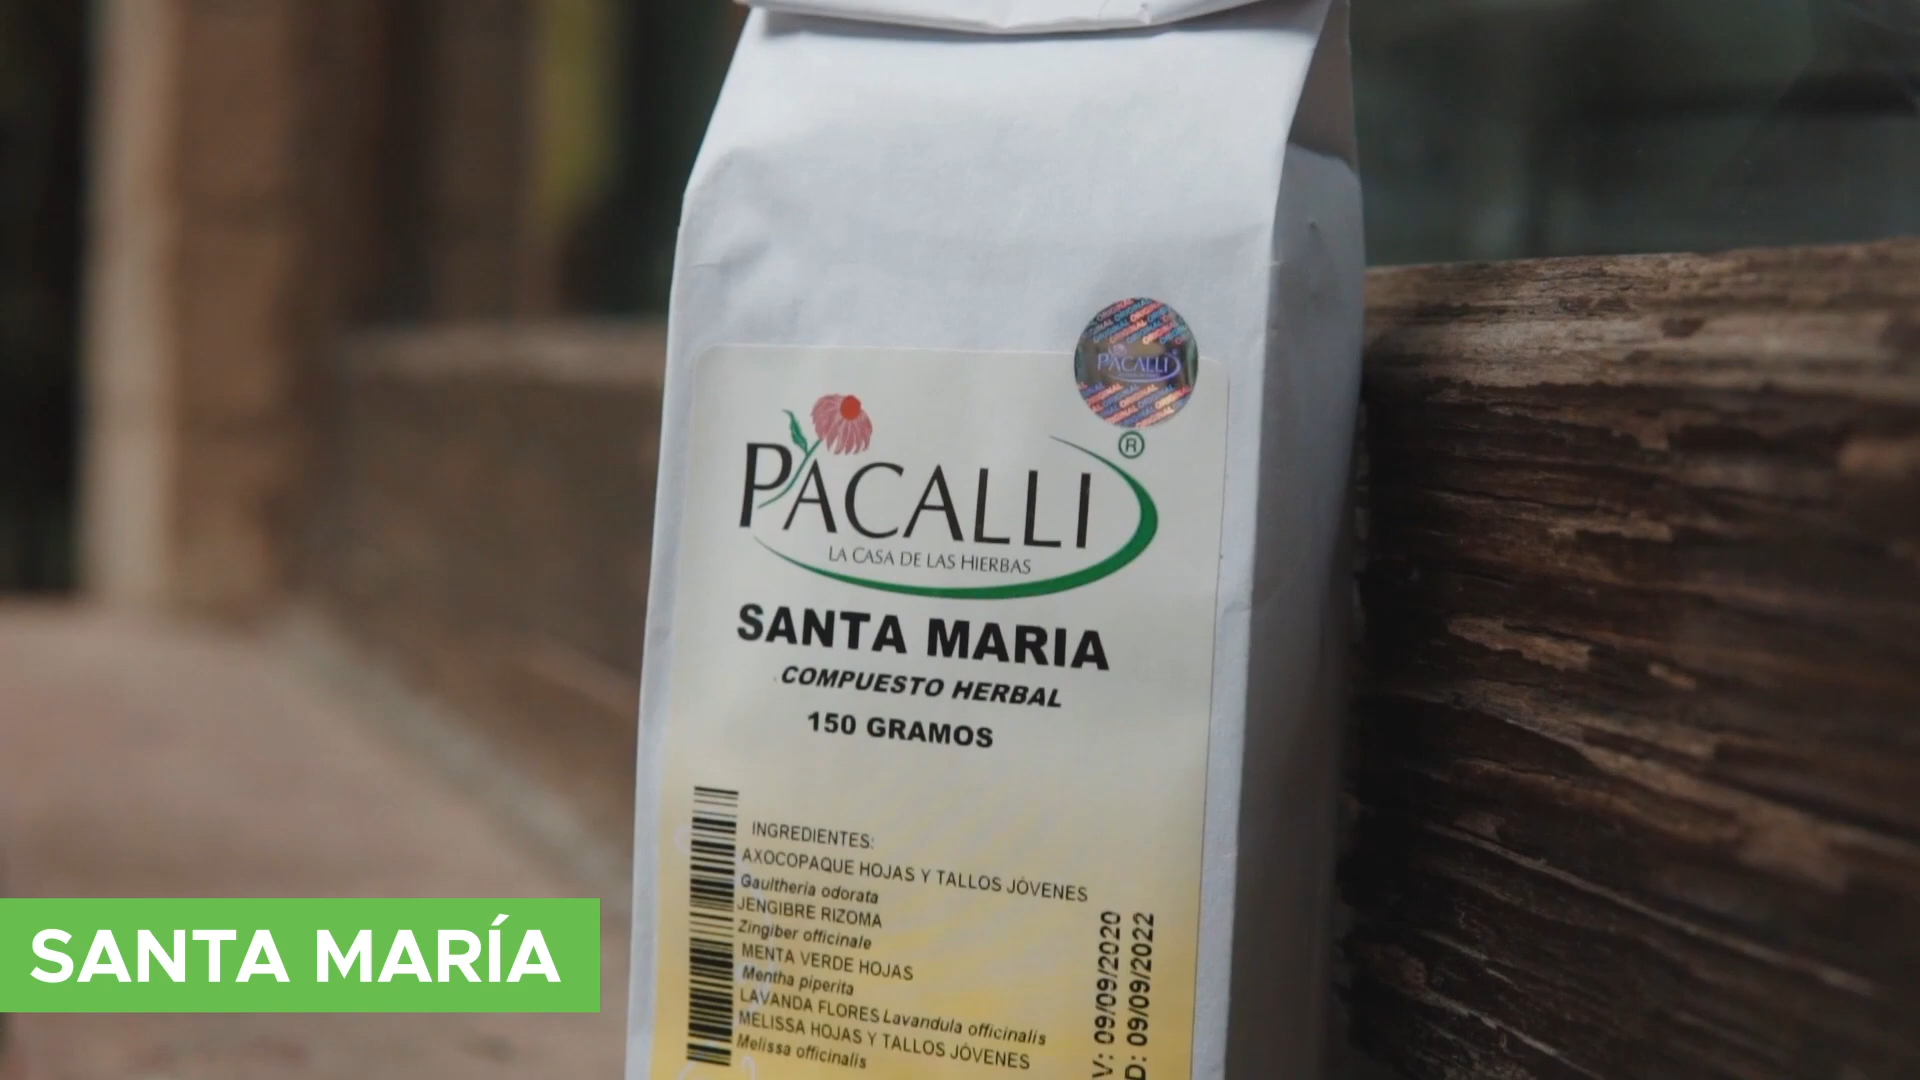 PACALLI
PACALLI ®
LA CASA DE LAS HIERBAS
SANTA MARIA
COMPUESTO HERBAL
150 GRAMOS
INGREDIENTES:
AXOCOPAQUE HOJAS Y TALLOS JÓVENES
Gaultheria odorata
JENGIBRE RIZOMA
Zingiber officinale
MENTA VERDE HOJAS
Mentha piperita
LAVANDA FLORES Lavandula officinalis
MELISSA HOJAS Y TALLOS JÓVENES
Melissa officinalis
V: 09/09/2020
D: 09/09/2022
SANTA MARÍA